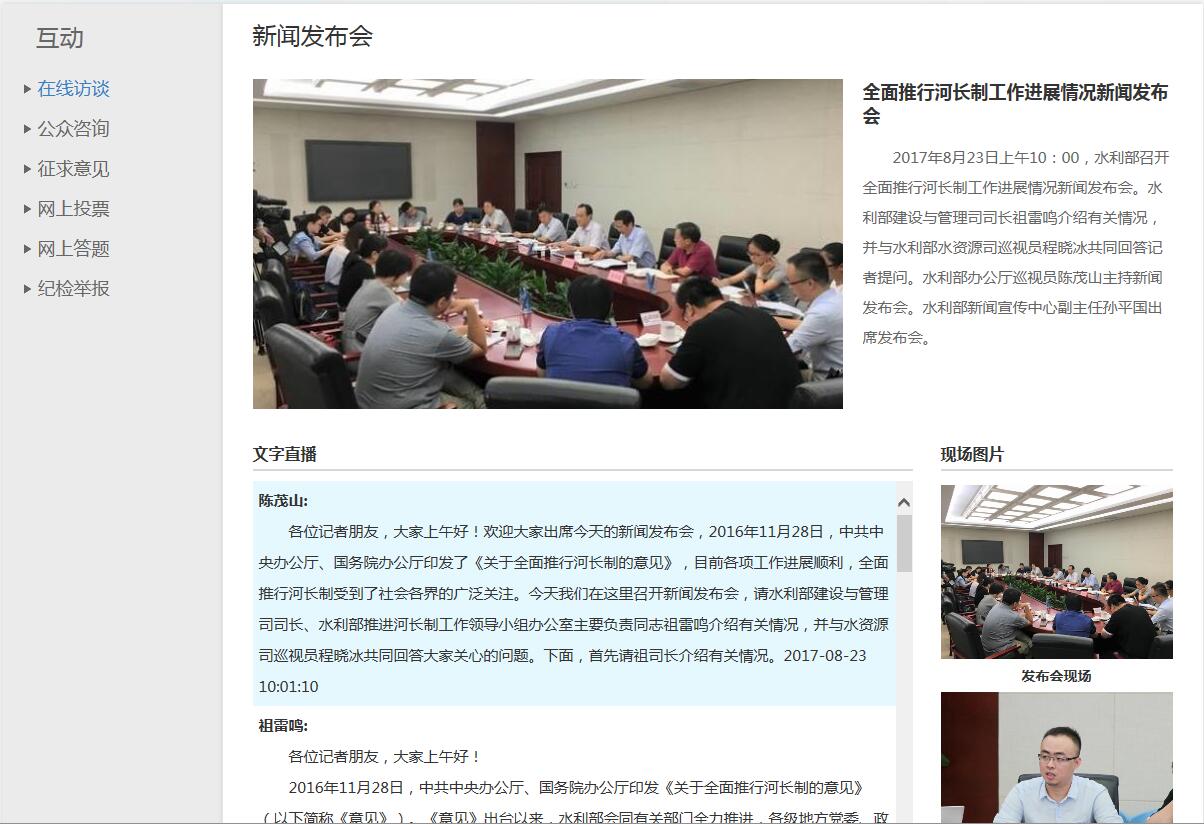 互动
在线访谈
公众咨询
征求意见
网上投票
网上答题
纪检举报
新闻发布会
全面推行河长制工作进展情况新闻发布
会
2017年8月23日上午10：00，水利部召开
全面推行河长制工作进展情况新闻发布会。水
利部建设与管理司司长祖雷鸣介绍有关情况，
并与水利部水资源司巡视员程晓冰共同回答记
者提问。水利部办公厅巡视员陈茂山主持新闻
发布会。水利部新闻宣传中心副主任孙平国出
席发布会。
文字直播
陈茂山:
各位记者朋友，大家上午好！欢迎大家出席今天的新闻发布会，2016年11月28日，中共中
央办公厅、国务院办公厅印发了《关于全面推行河长制的意见》，目前各项工作进展顺利，全面
推行河长制受到了社会各界的广泛关注。今天我们在这里召开新闻发布会，请水利部建设与管理
司司长、水利部推进河长制工作领导小组办公室主要负责同志祖雷鸣介绍有关情况，并与水资源
司巡视员程晓冰共同回答大家关心的问题。下面，首先请祖司长介绍有关情况。2017-08-23
10:01:10
祖雷鸣:
各位记者朋友，大家上午好！
2016年11月28日，中共中央办公厅、国务院办公厅印发《关于全面推行河长制的意见》
（以下简称《意见》）。《意见》出台以来，水利部会同有关部门全力推进，各级地方党委、政
现场图片
发布会现场